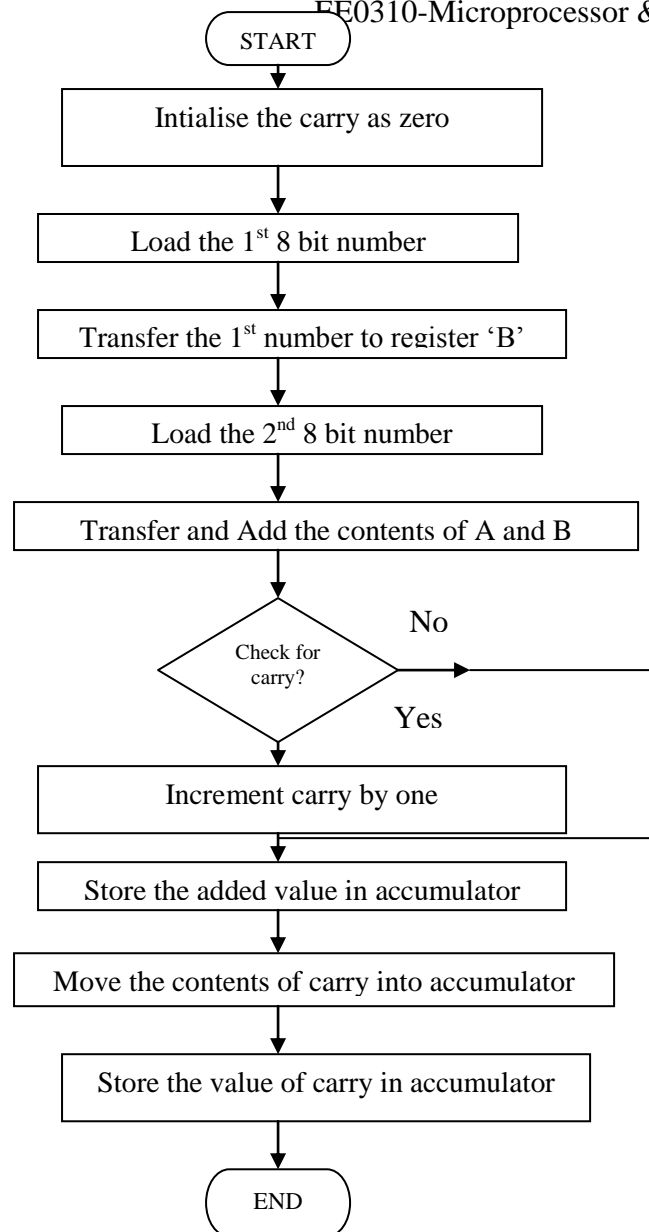 EE0310-Microprocessor &
START
Intialise the carry as zero
Load the 1st 8 bit number
Transfer the 1st number to register ‘B’
Load the 2nd 8 bit number
Transfer and Add the contents of A and B
No
Check for
carry?
Yes
Increment carry by one
Store the added value in accumulator
Move the contents of carry into accumulator
Store the value of carry in accumulator
END